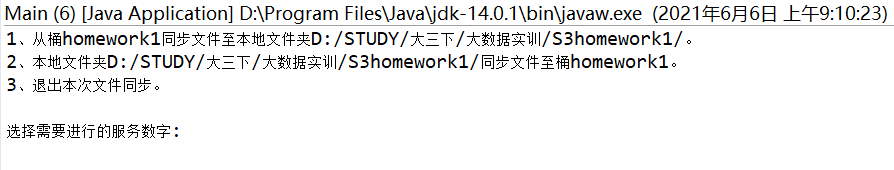 Main (6) [Java Application] D:\Program Files\Java\jdk-14.0.1\bin\javaw.exe (2021年6月6日 上午9:10:23)
1、从桶homework1同步文件至本地文件夹D:/STUDY/大三下/大数据实训/S3homework1/。
2、本地文件夹D:/STUDY/大三下/大数据实训/S3homework1/同步文件至桶homework1。
3、退出本次文件同步。
选择需要进行的服务数字: